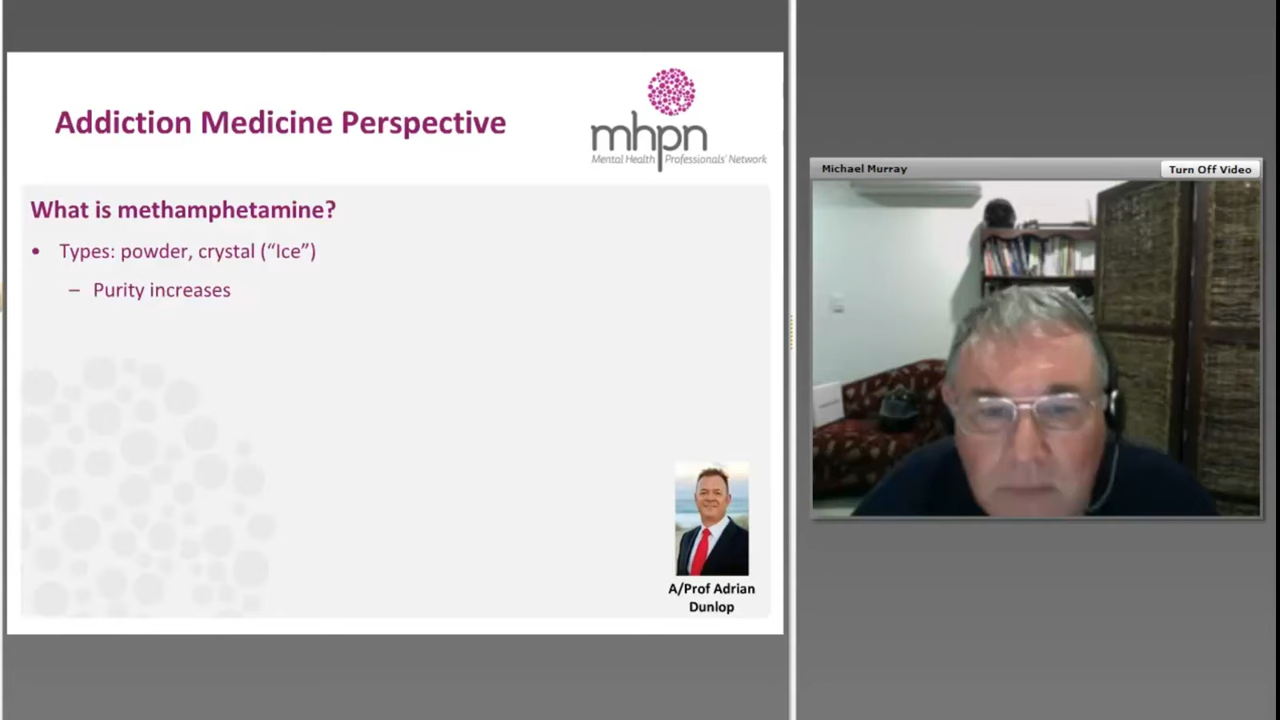 Addiction Medicine Perspective
mhpn
Mental Health Professionals' Network
What is methamphetamine?
• Types: powder, crystal (“Ice”)
– Purity increases
A/Prof Adrian
Dunlop
Michael Murray
Turn Off Video